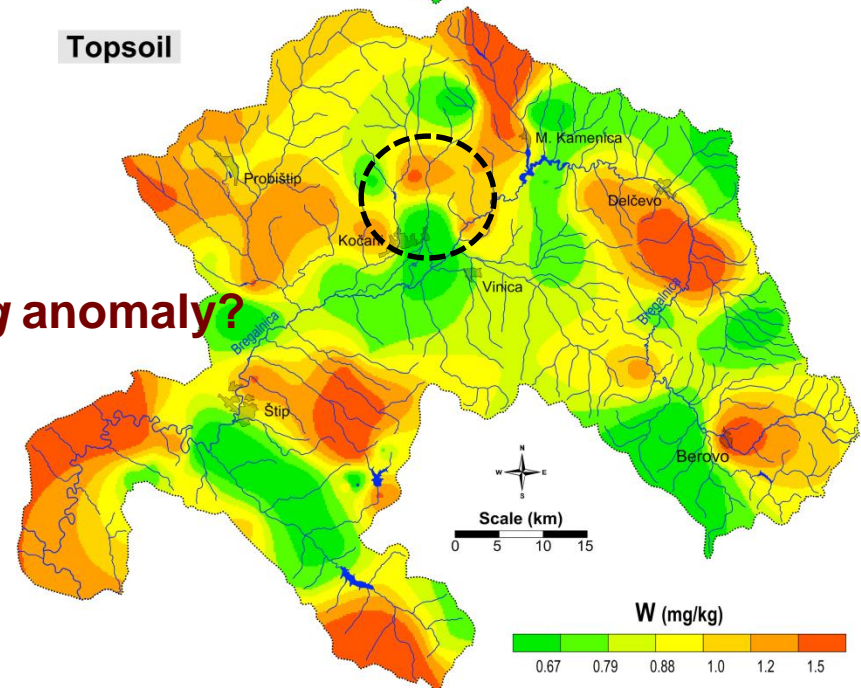 Topsoil
M. Kamenica
Probištip
Delčevo
Kočani
Vinica
g anomaly?
Bregalnica
Bregalnica
Štip
Berovo
N
W E
S
Scale (km)
0 5 10 15
W (mg/kg)
0.67 0.79 0.88 1.0 1.2 1.5